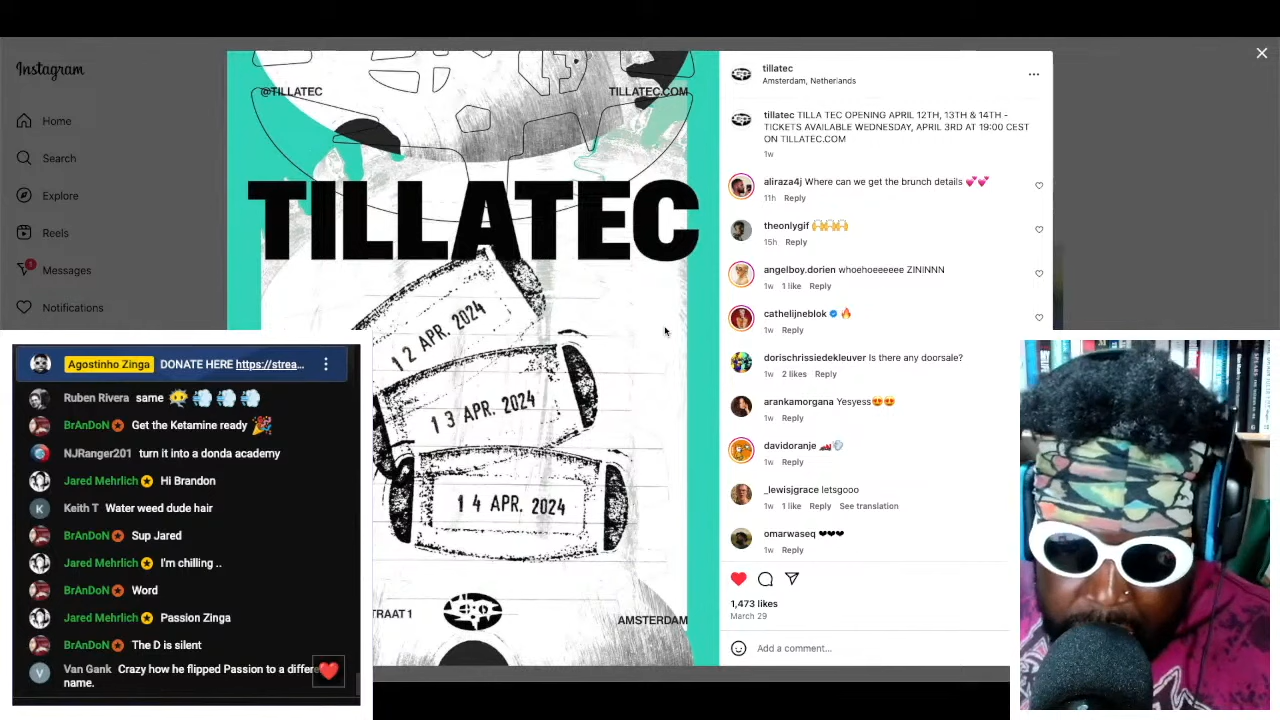 Instagram
Home
Search
Explore
Reels
1
Messages
Notifications
@TILLATEC
TILLATEC.COM
TILLATEC
12 APR. 2024
13 APR. 2024
14 APR. 2024
TRAAT 1
AMSTERDAM
tillatec
Amsterdam, Netherlands
tillatec TILLA TEC OPENING APRIL 12TH, 13TH & 14TH -
TICKETS AVAILABLE WEDNESDAY, APRIL 3RD AT 19:00 CEST
ON TILLATEC.COM
1w
aliraza4j Where can we get the brunch details 💞💞
11h Reply
theonlygif 🙌🙌🙌
15h Reply
angelboy.dorien whoehoeeeeee ZININNN
1w 1 like Reply
cathelijneblok 🔥
1w Reply
dorischrissiedekleuver Is there any doorsale?
1w 2 likes Reply
arankamorgana Yesyess😍😍
1w Reply
davidoranje 🏎️💨
1w Reply
_lewisjgrace letsgooo
1w 1 like Reply See translation
omarwaseq ❤❤❤
1w Reply
1,473 likes
March 29
Add a comment...
Agostinho Zinga DONATE HERE https://strea...
Ruben Rivera same
BrAnDoN Get the Ketamine ready 🎉
NJRanger201 turn it into a donda academy
Jared Mehrlich Hi Brandon
K Keith T Water weed dude hair
BrAnDoN Sup Jared
Jared Mehrlich I'm chilling ..
BrAnDoN Word
Jared Mehrlich Passion Zinga
BrAnDoN The D is silent
V Van Gank Crazy how he flipped Passion to a differe
name.